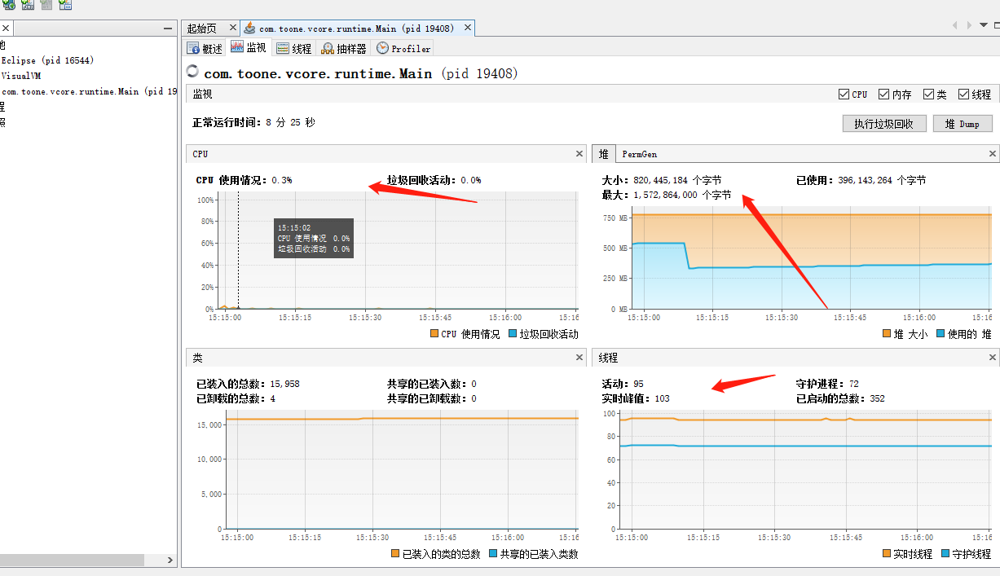 起始页
com.toone.vcore.runtime.Main (pid 19408)
Eclipse (pid 16544)
VisualVM
com.toone.vcore.runtime.Main (pid 19
概述 监视 线程 抽样器 Profiler
com.toone.vcore.runtime.Main (pid 19408)
监视 CPU 内存 类 线程
正常运行时间：8 分 25 秒
执行垃圾回收 堆 Dump
CPU
CPU 使用情况：0.3% 垃圾回收活动：0.0%
100%
80%
60%
40%
20%
0%
15:15:02
CPU 使用情况 0.0%
垃圾回收活动 0.0%
15:15:00 15:15:15 15:15:30 15:15:45 15:16:00 15:16
CPU 使用情况 垃圾回收活动
堆 PermGen
大小：820,445,184 个字节 已使用：396,143,264 个字节
最大：1,572,864,000 个字节
750 MB
500 MB
250 MB
0 MB
15:15:00 15:15:15 15:15:30 15:15:45 15:16:00 15:16
堆 大小 使用的 堆
类
已装入的总数：15,958 共享的已装入数：0
已卸载的总数：4 共享的已卸载数：0
15,000
10,000
5,000
0
15:15:00 15:15:15 15:15:30 15:15:45 15:16:00 15:16
已装入的类的总数 共享的已装入类数
线程
活动：95 守护进程：72
实时峰值：103 已启动的总数：352
100
80
60
40
20
0
15:15:00 15:15:15 15:15:30 15:15:45 15:16:00 15:16
实时线程 守护线程